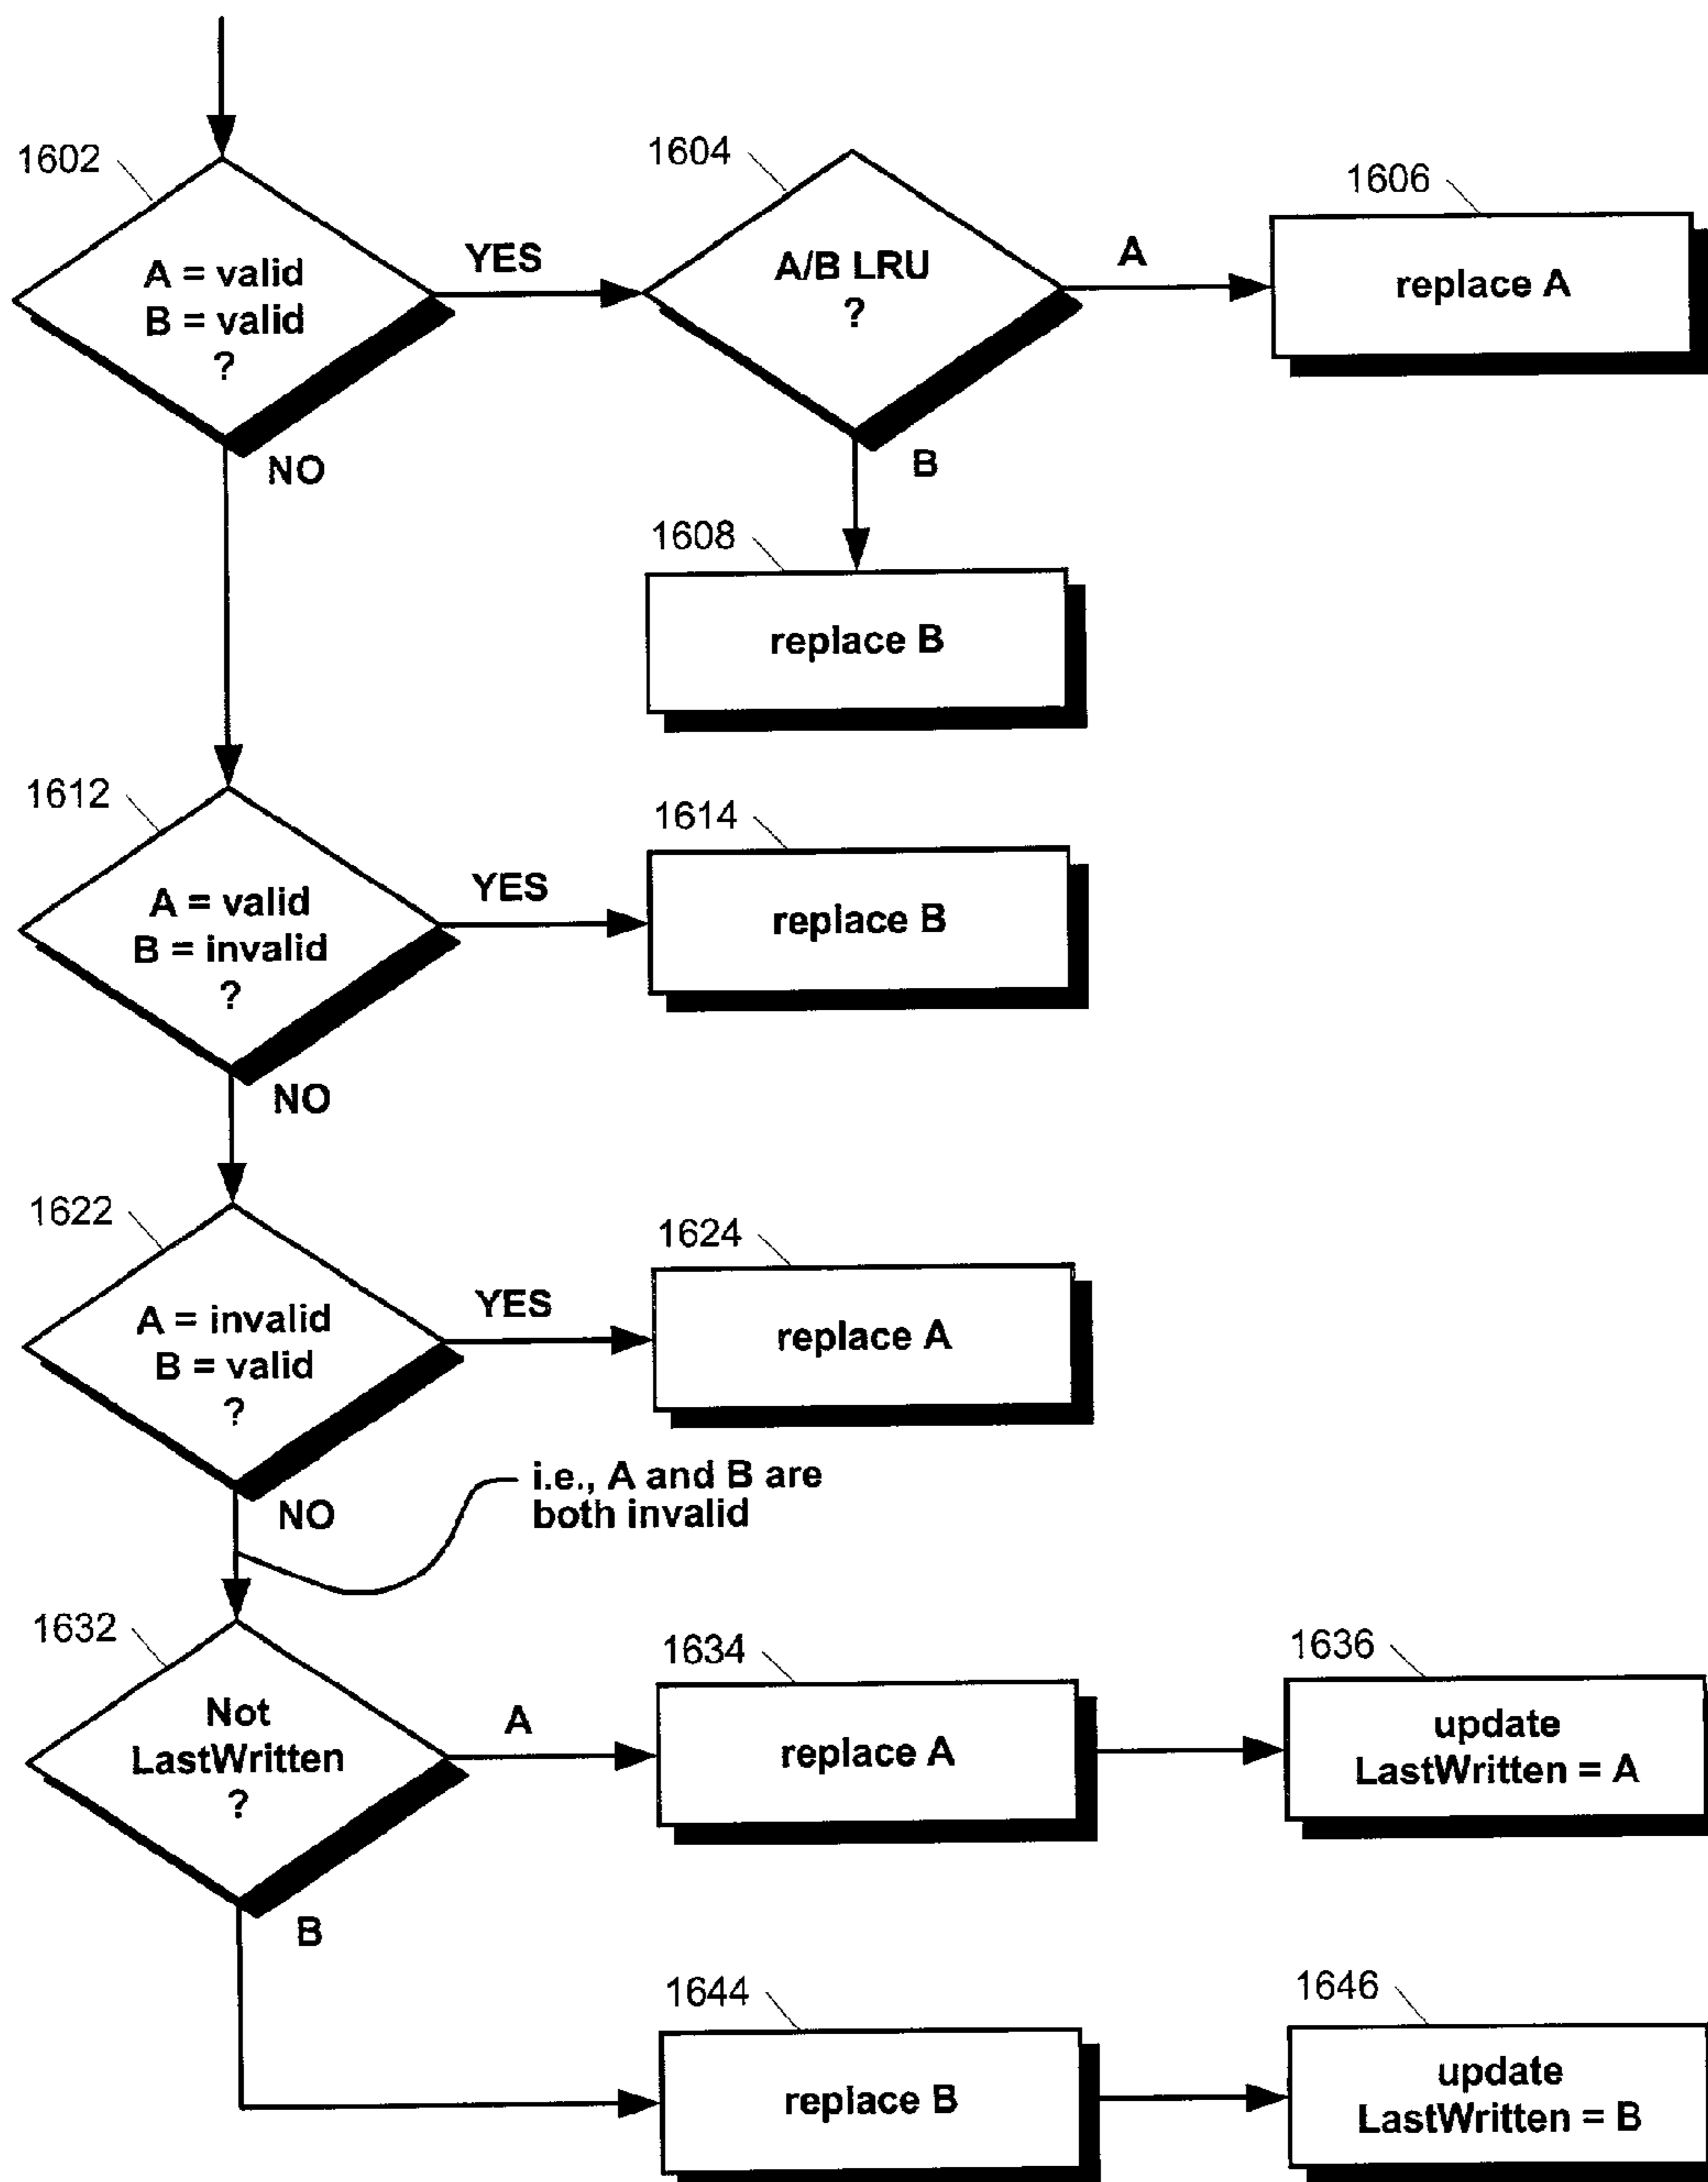 1602
A = valid
B = valid
?
YES
NO
1604
A/B LRU
?
A
B
1606
replace A
1608
replace B
1612
A = valid
B = invalid
?
YES
NO
1614
replace B
1622
A = invalid
B = valid
?
YES
NO
1624
replace A
i.e., A and B are
both invalid
1632
Not
LastWritten
?
A
B
1634
replace A
1636
update
LastWritten = A
1644
replace B
1646
update
LastWritten = B